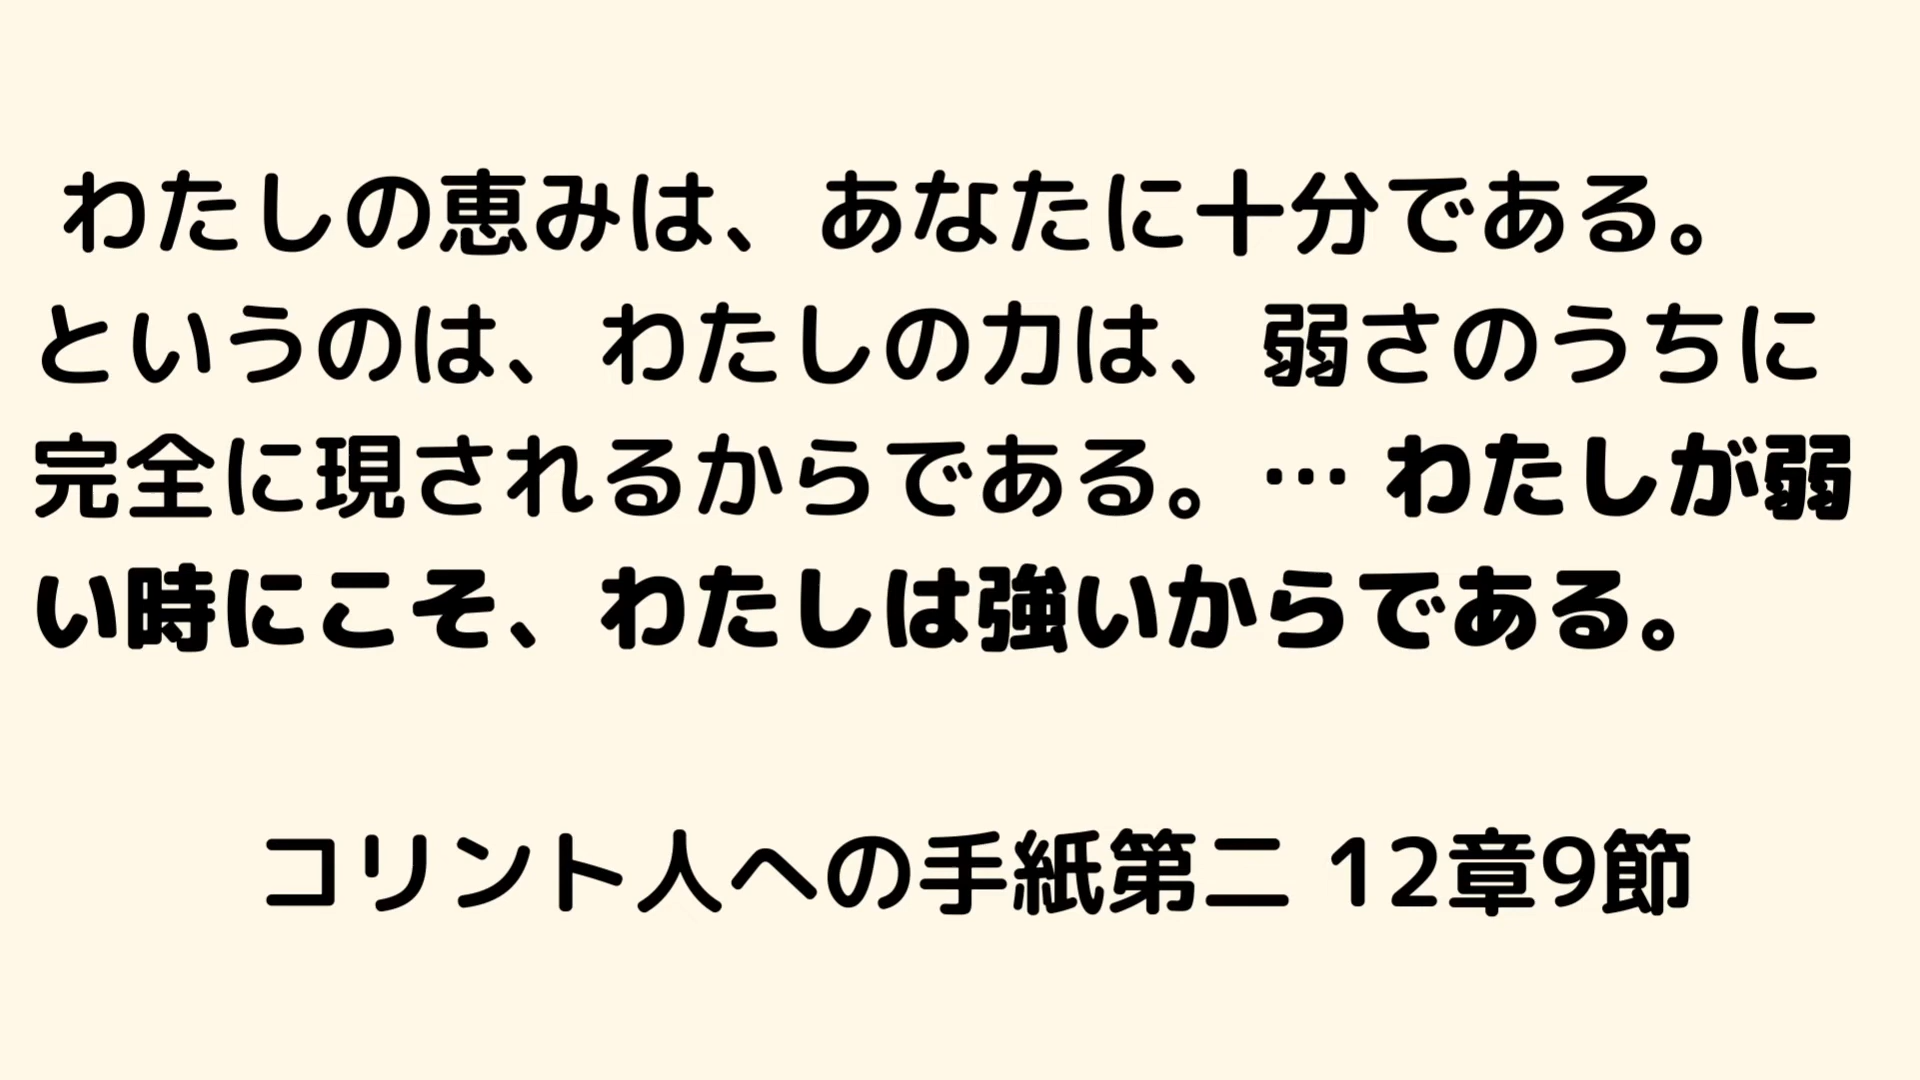 わたしの恵みは、あなたに十分である。
というのは、わたしの力は、弱さのうちに
完全に現されるからである。… わたしが弱
い時にこそ、わたしは強いからである。
コリント人への手紙第二 12章9節